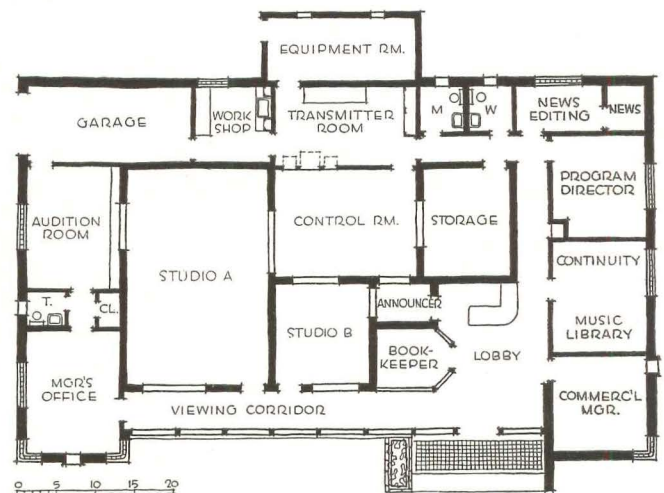 EQUIPMENT RM.
GARAGE
WORK
SHOP
TRANSMITTER
ROOM
M
W
NEWS
EDITING
NEWS
AUDITION
ROOM
STUDIO A
CONTROL RM.
STORAGE
PROGRAM
DIRECTOR
T.
CL.
STUDIO B
ANNOUNCER
BOOK-
KEEPER
LOBBY
CONTINUITY
MUSIC
LIBRARY
MGR'S
OFFICE
VIEWING CORRIDOR
COMMERC'L
MGR.
0 5 10 15 20